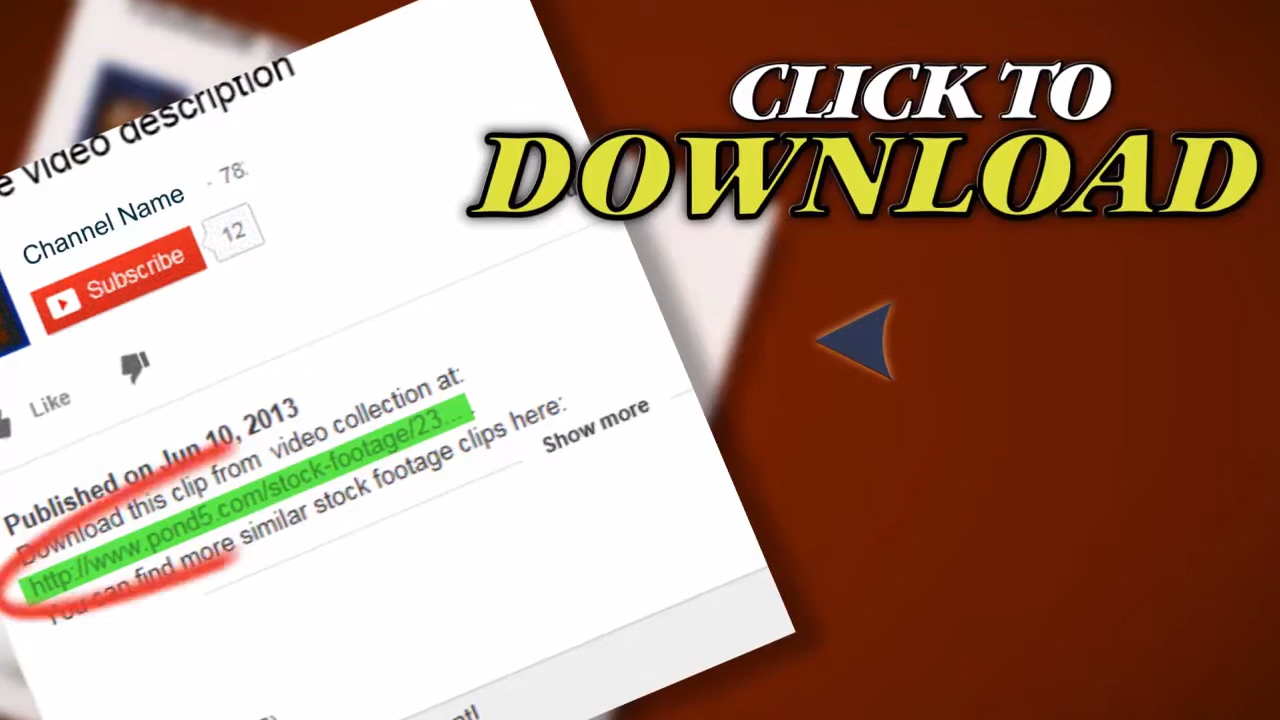 CLICK TO
DOWNLOAD
video description
Channel Name
Subscribe
12
Like
Published on Jun 10, 2013
Download this clip from video collection at:
http://www.pond5.com/stock-footage/23...
You can find more similar stock footage clips here:
Show more